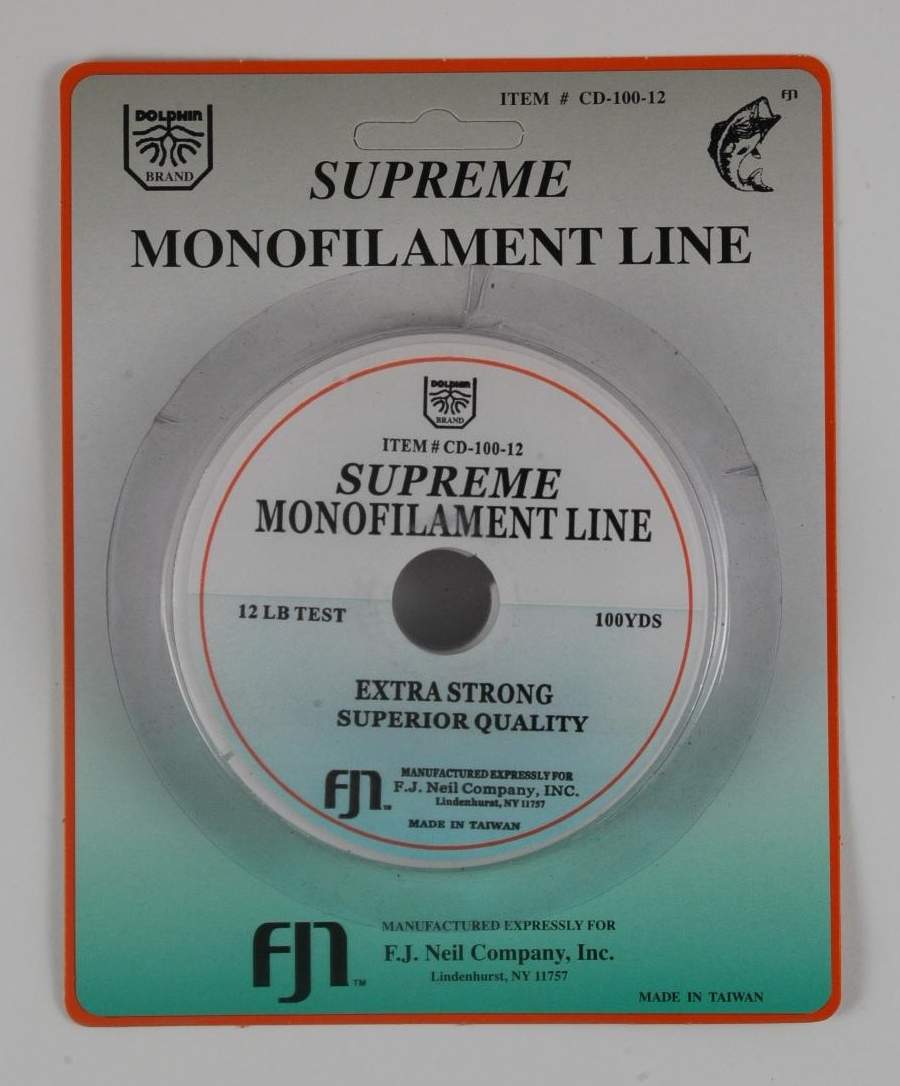 ITEM # CD-100-12
FJN
DOLPHIN
BRAND
SUPREME
MONOFILAMENT LINE
DOLPHIN
BRAND
ITEM # CD-100-12
SUPREME
MONOFILAMENT LINE
12 LB TEST
100YDS
EXTRA STRONG
SUPERIOR QUALITY
FJN™
MANUFACTURED EXPRESSLY FOR
F.J. Neil Company, INC.
Lindenhurst, NY 11757
MADE IN TAIWAN
FJN™
MANUFACTURED EXPRESSLY FOR
F.J. Neil Company, Inc.
Lindenhurst, NY 11757
MADE IN TAIWAN